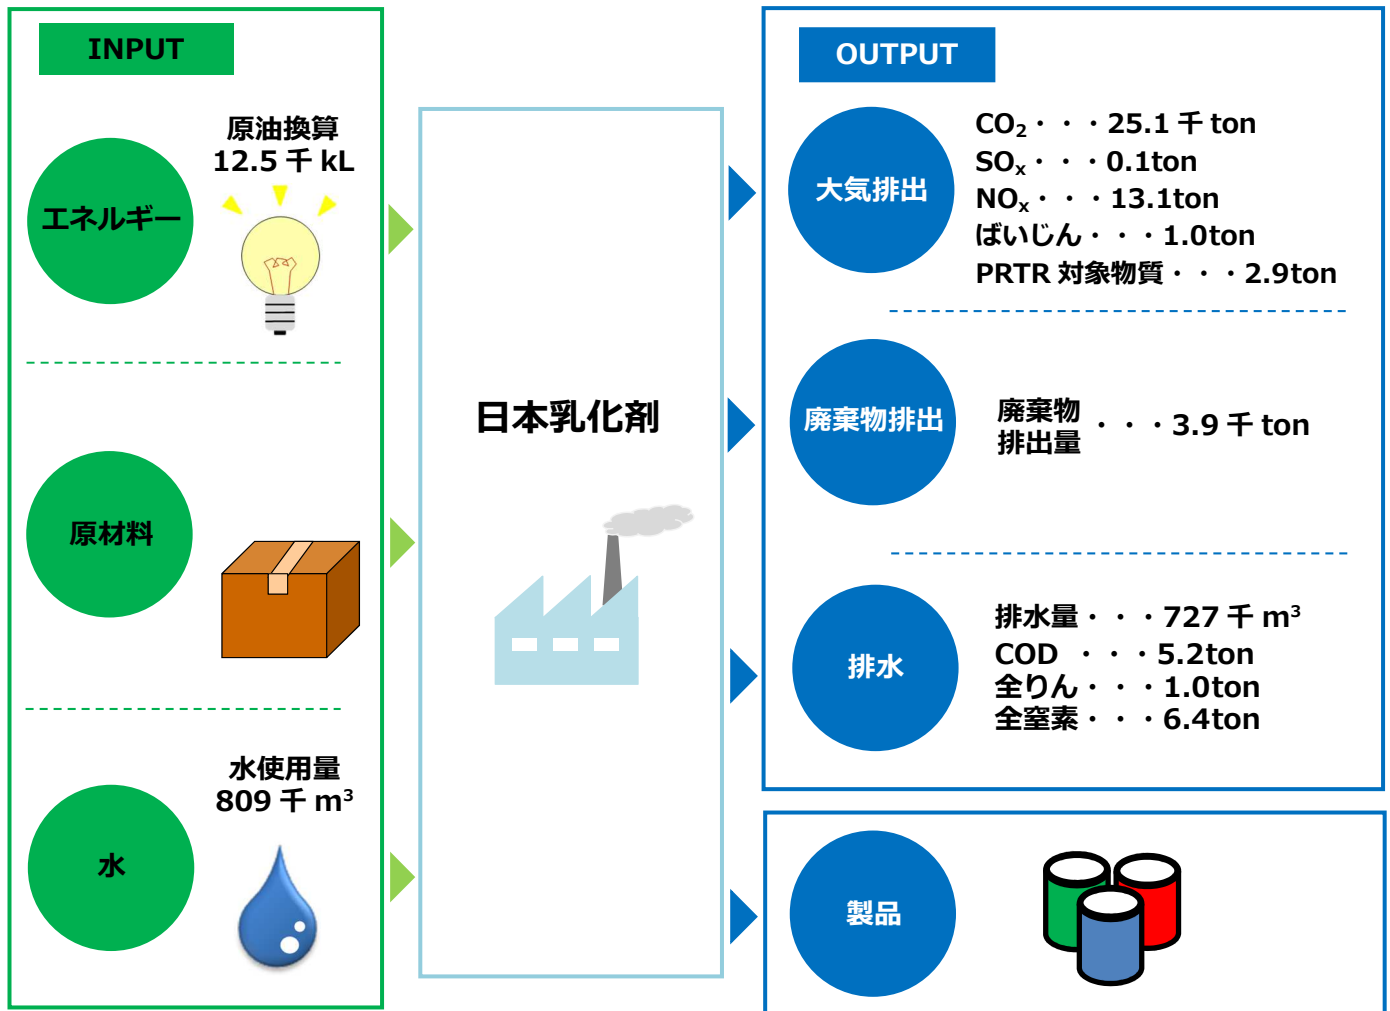 INPUT
エネルギー
原油換算
12.5 千 kL
原材料
水
水使用量
809 千 m³
日本乳化剤
OUTPUT
大気排出
CO₂・・・25.1 千 ton
SOₓ・・・0.1ton
NOₓ・・・13.1ton
ばいじん・・・1.0ton
PRTR 対象物質・・・2.9ton
廃棄物排出
廃棄物
排出量 ・・・3.9 千 ton
排水
排水量・・・727 千 m³
COD ・・・5.2ton
全りん・・・1.0ton
全窒素・・・6.4ton
製品